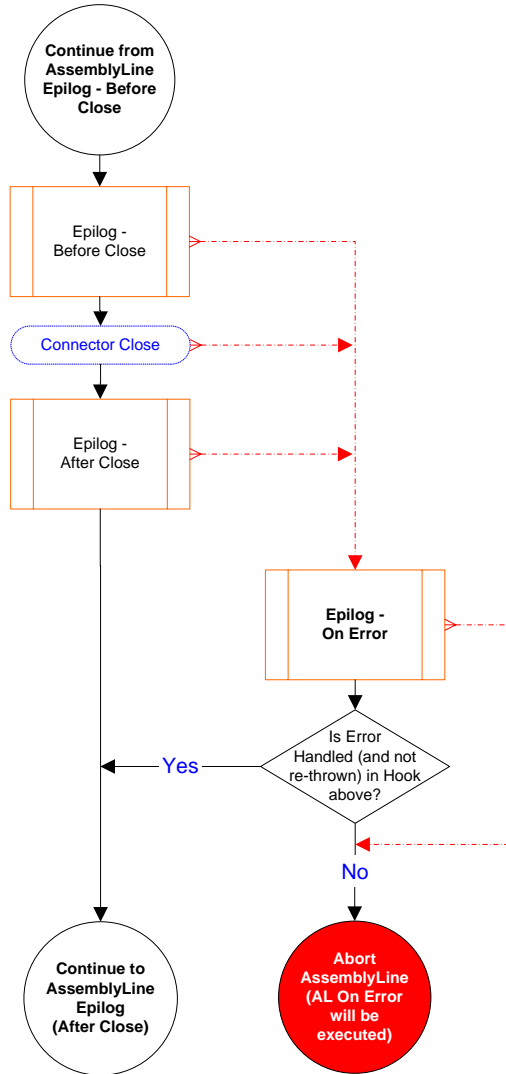 Continue from
AssemblyLine
Epilog - Before
Close
Epilog -
Before Close
Connector Close
Epilog -
After Close
Epilog -
On Error
Is Error
Handled (and not
re-thrown) in Hook
above?
Yes
No
Continue to
AssemblyLine
Epilog
(After Close)
Abort
AssemblyLine
(AL On Error
will be
executed)